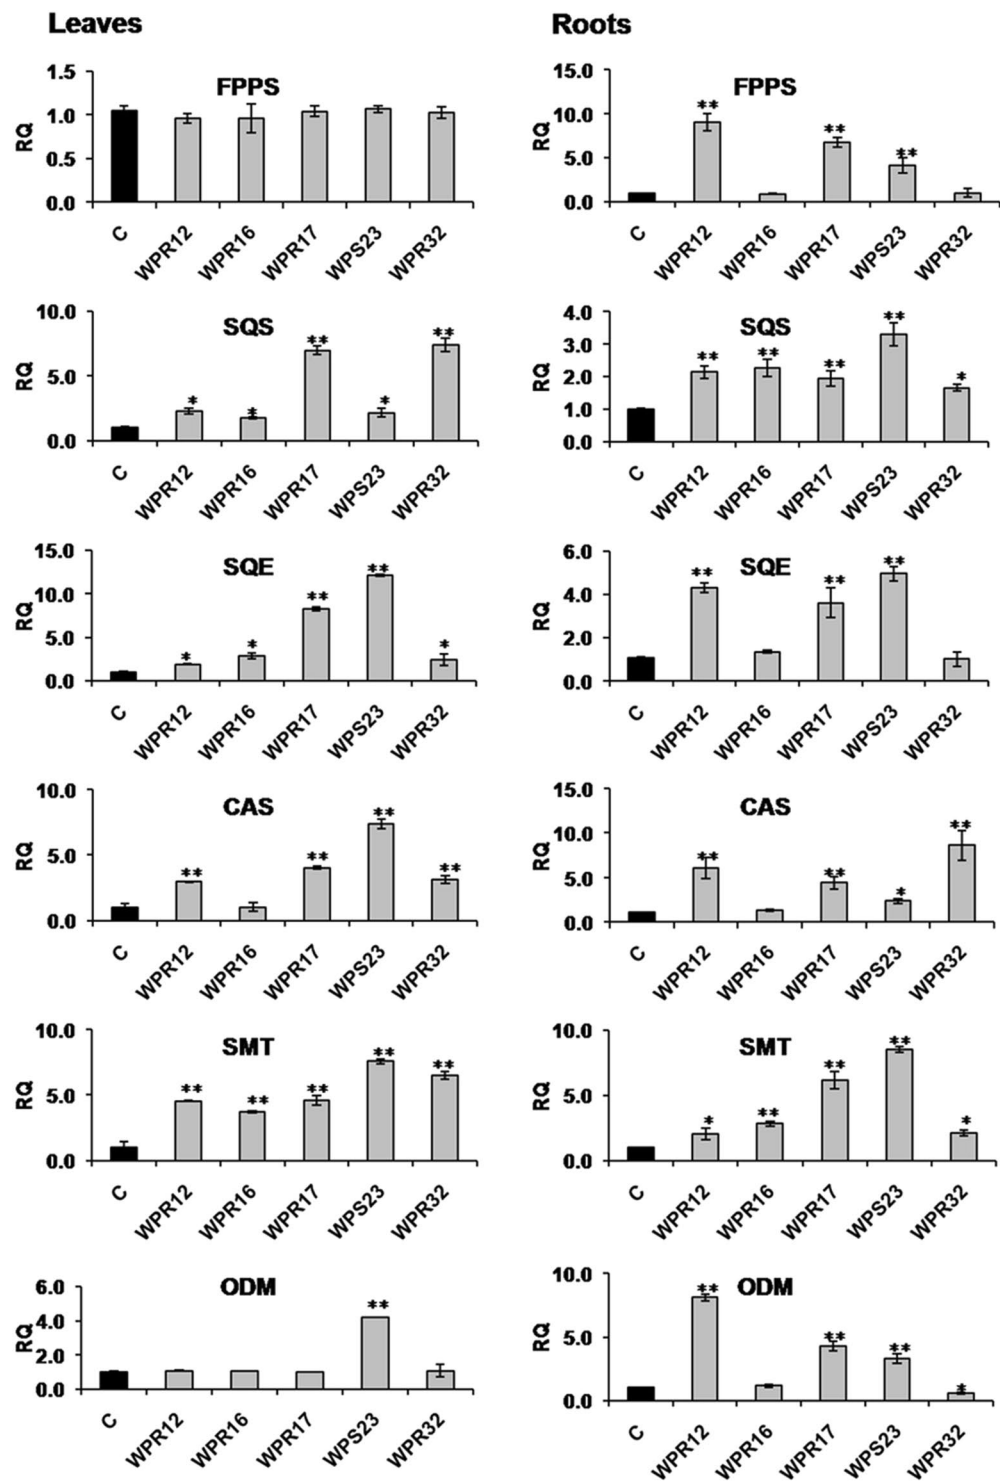 Leaves
Roots
FPPS
1.5
1.0
0.5
0.0
RQ
C
WPR12
WPR16
WPR17
WPS23
WPR32
FPPS
15.0
10.0
5.0
0.0
RQ
** ** **
C
WPR12
WPR16
WPR17
WPS23
WPR32
SQS
10.0
5.0
0.0
RQ
* * ** * **
C
WPR12
WPR16
WPR17
WPS23
WPR32
SQS
4.0
3.0
2.0
1.0
0.0
RQ
** ** ** ** *
C
WPR12
WPR16
WPR17
WPS23
WPR32
SQE
15.0
10.0
5.0
0.0
RQ
* * ** ** *
C
WPR12
WPR16
WPR17
WPS23
WPR32
SQE
6.0
4.0
2.0
0.0
RQ
** ** **
C
WPR12
WPR16
WPR17
WPS23
WPR32
CAS
10.0
5.0
0.0
RQ
** ** ** **
C
WPR12
WPR16
WPR17
WPS23
WPR32
CAS
15.0
10.0
5.0
0.0
RQ
** ** * **
C
WPR12
WPR16
WPR17
WPS23
WPR32
SMT
10.0
5.0
0.0
RQ
** ** ** ** **
C
WPR12
WPR16
WPR17
WPS23
WPR32
SMT
10.0
5.0
0.0
RQ
* ** ** ** *
C
WPR12
WPR16
WPR17
WPS23
WPR32
ODM
6.0
4.0
2.0
0.0
RQ
**
C
WPR12
WPR16
WPR17
WPS23
WPR32
ODM
10.0
5.0
0.0
RQ
** ** ** *
C
WPR12
WPR16
WPR17
WPS23
WPR32